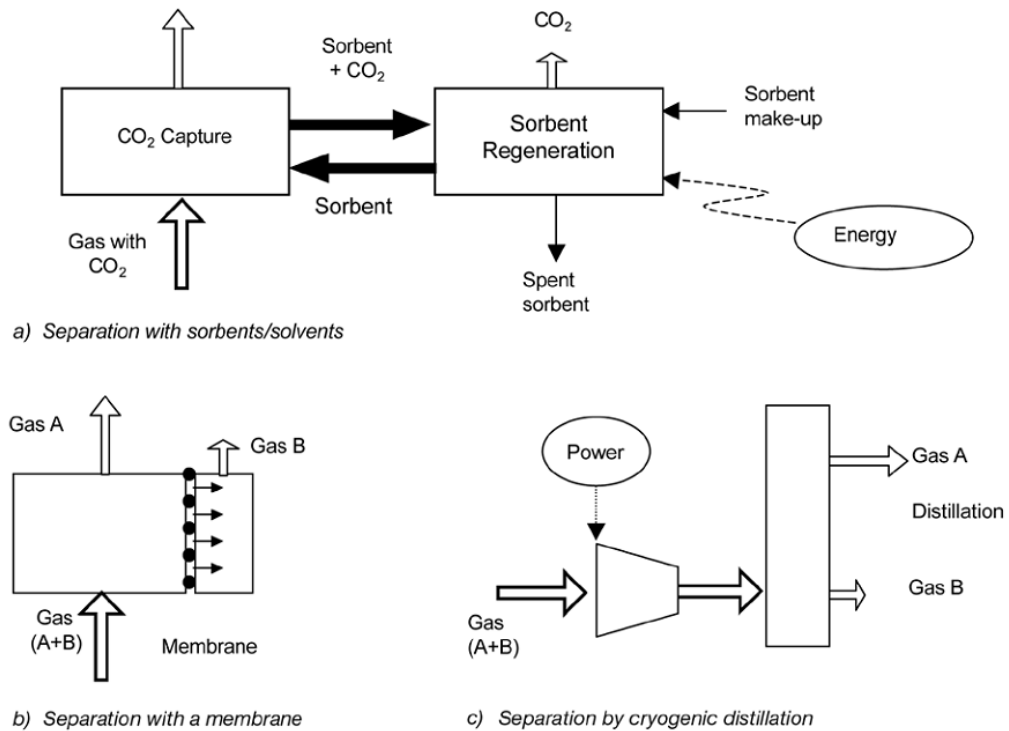 CO₂
Sorbent
+ CO₂
CO₂ Capture
Sorbent
Regeneration
Sorbent
make-up
Sorbent
Gas with
CO₂
Energy
Spent
sorbent
a) Separation with sorbents/solvents
Gas A
Gas B
Gas
(A+B)
Membrane
b) Separation with a membrane
Power
Gas A
Distillation
Gas B
Gas
(A+B)
c) Separation by cryogenic distillation